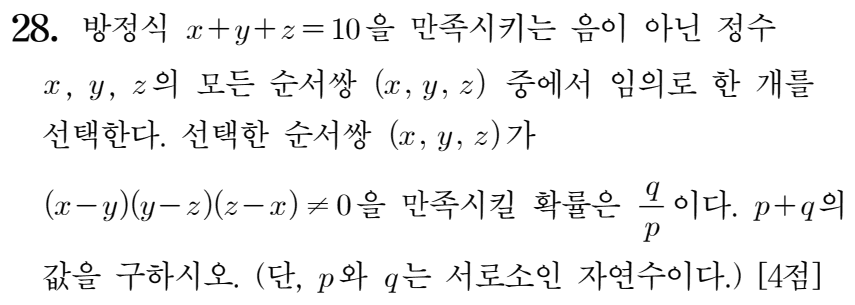 28. 방정식 x+y+z=10을 만족시키는 음이 아닌 정수
x, y, z의 모든 순서쌍 (x, y, z) 중에서 임의로 한 개를
선택한다. 선택한 순서쌍 (x, y, z)가
(x-y)(y-z)(z-x)≠0을 만족시킬 확률은 q/p 이다. p+q의
값을 구하시오. (단, p와 q는 서로소인 자연수이다.) [4점]